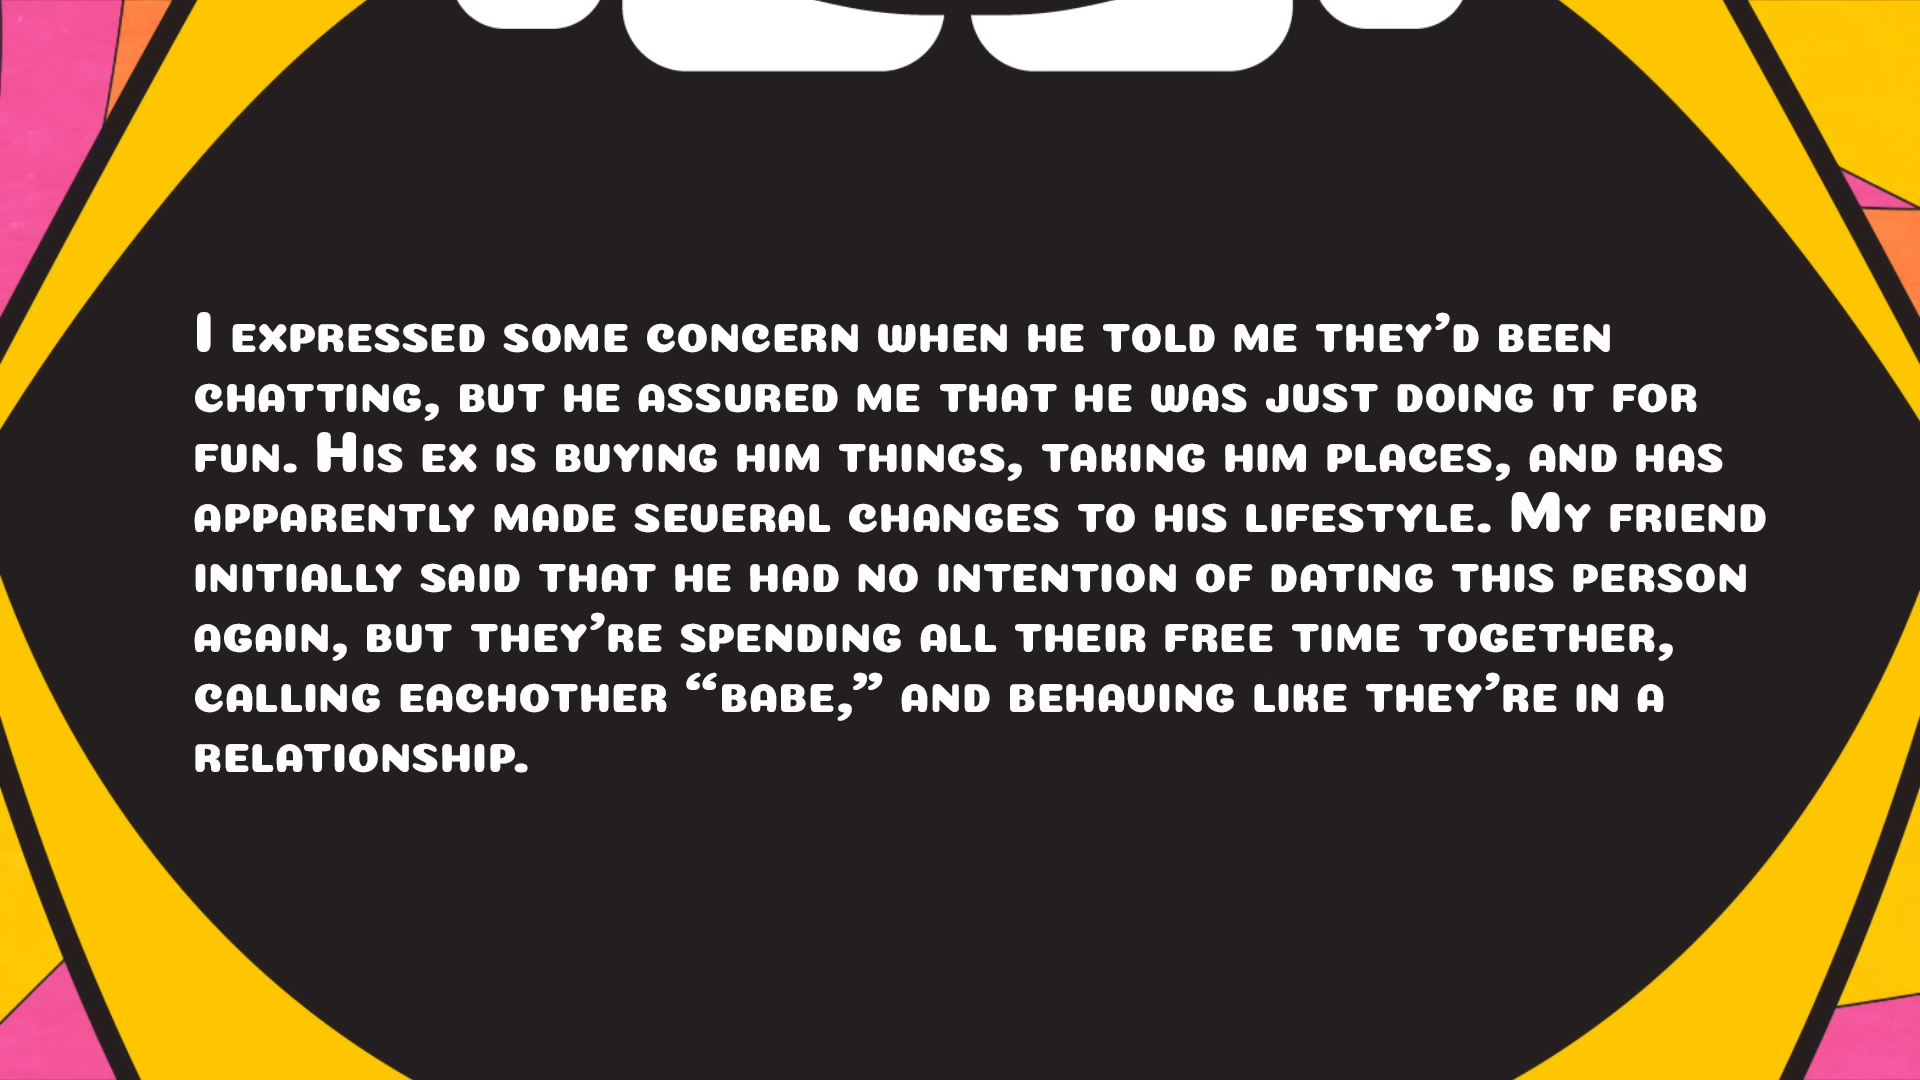 I expressed some concern when he told me they’d been
chatting, but he assured me that he was just doing it for
fun. His ex is buying him things, taking him places, and has
apparently made several changes to his lifestyle. My friend
initially said that he had no intention of dating this person
again, but they’re spending all their free time together,
calling eachother “babe,” and behaving like they’re in a
relationship.